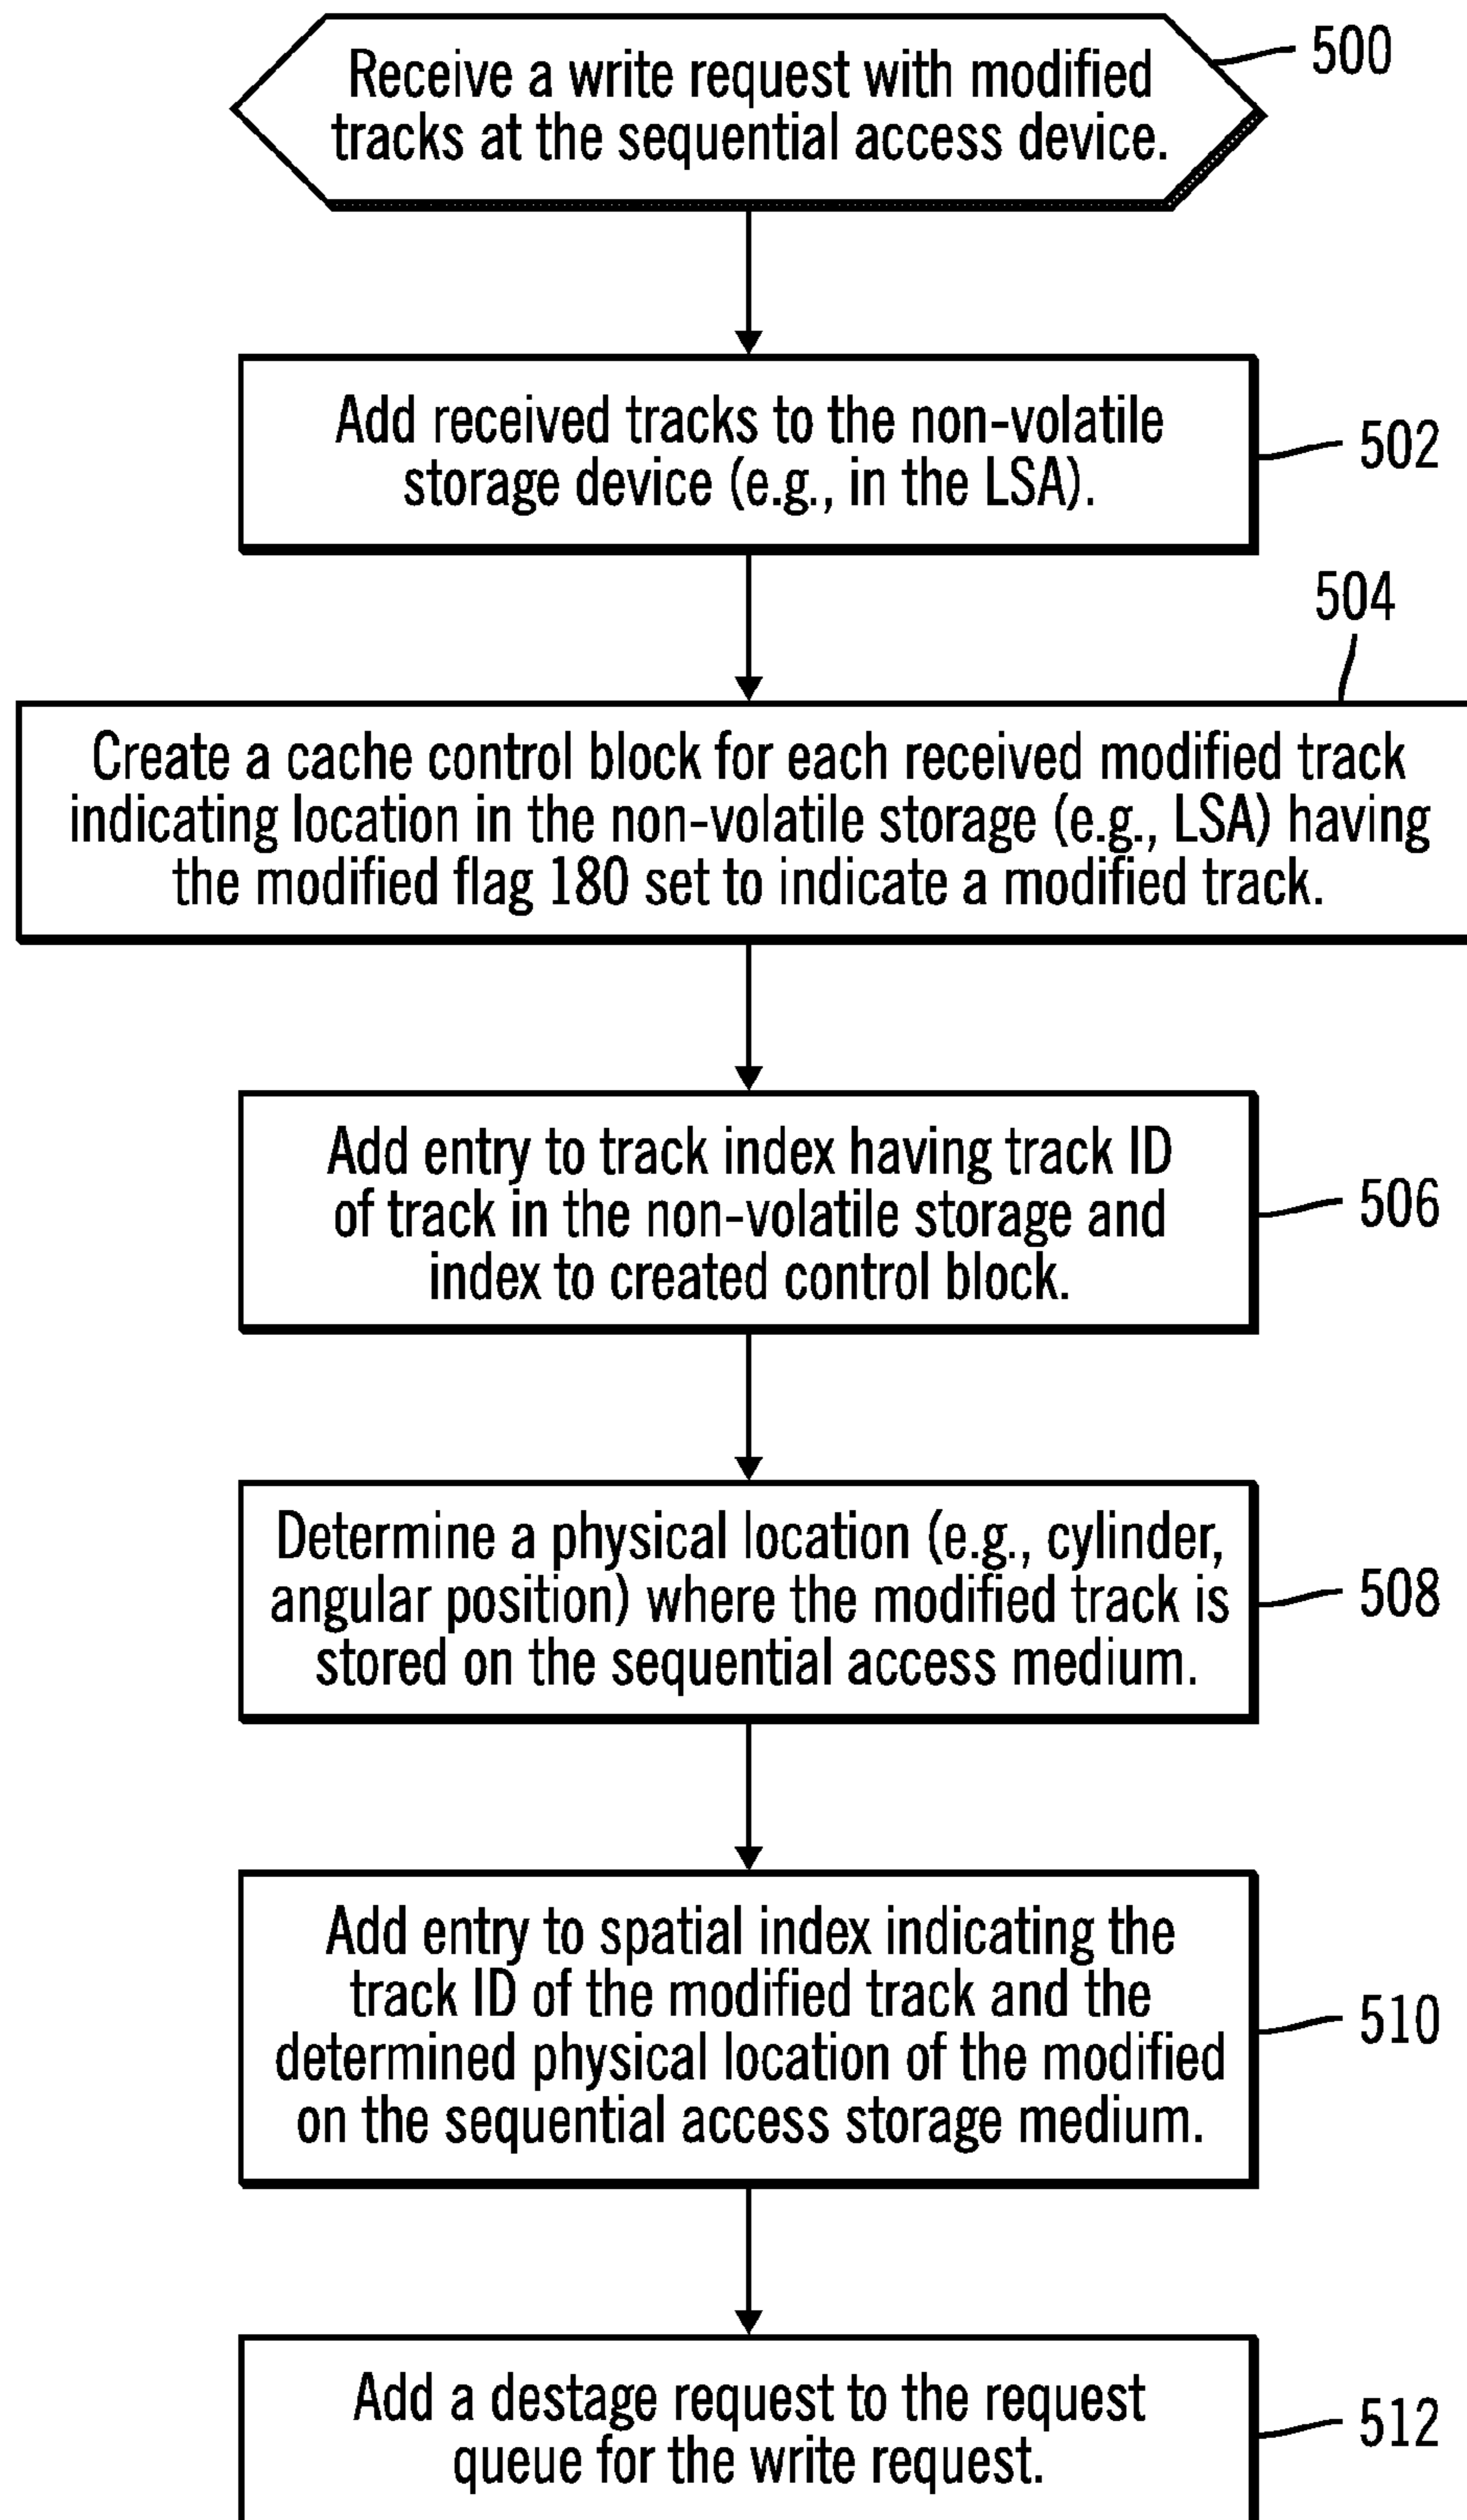 Receive a write request with modified
tracks at the sequential access device.
500
Add received tracks to the non-volatile
storage device (e.g., in the LSA).
502
504
Create a cache control block for each received modified track
indicating location in the non-volatile storage (e.g., LSA) having
the modified flag 180 set to indicate a modified track.
Add entry to track index having track ID
of track in the non-volatile storage and
index to created control block.
506
Determine a physical location (e.g., cylinder,
angular position) where the modified track is
stored on the sequential access medium.
508
Add entry to spatial index indicating the
track ID of the modified track and the
determined physical location of the modified
on the sequential access storage medium.
510
Add a destage request to the request
queue for the write request.
512